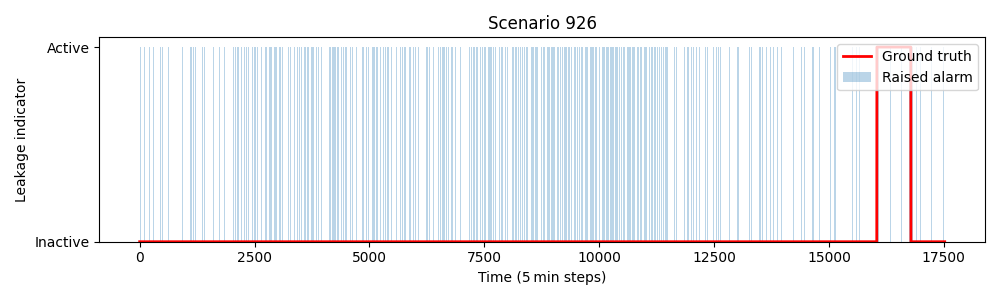 Scenario 926
Active
Inactive
Leakage indicator
Ground truth
Raised alarm
0
2500
5000
7500
10000
12500
15000
17500
Time (5 min steps)